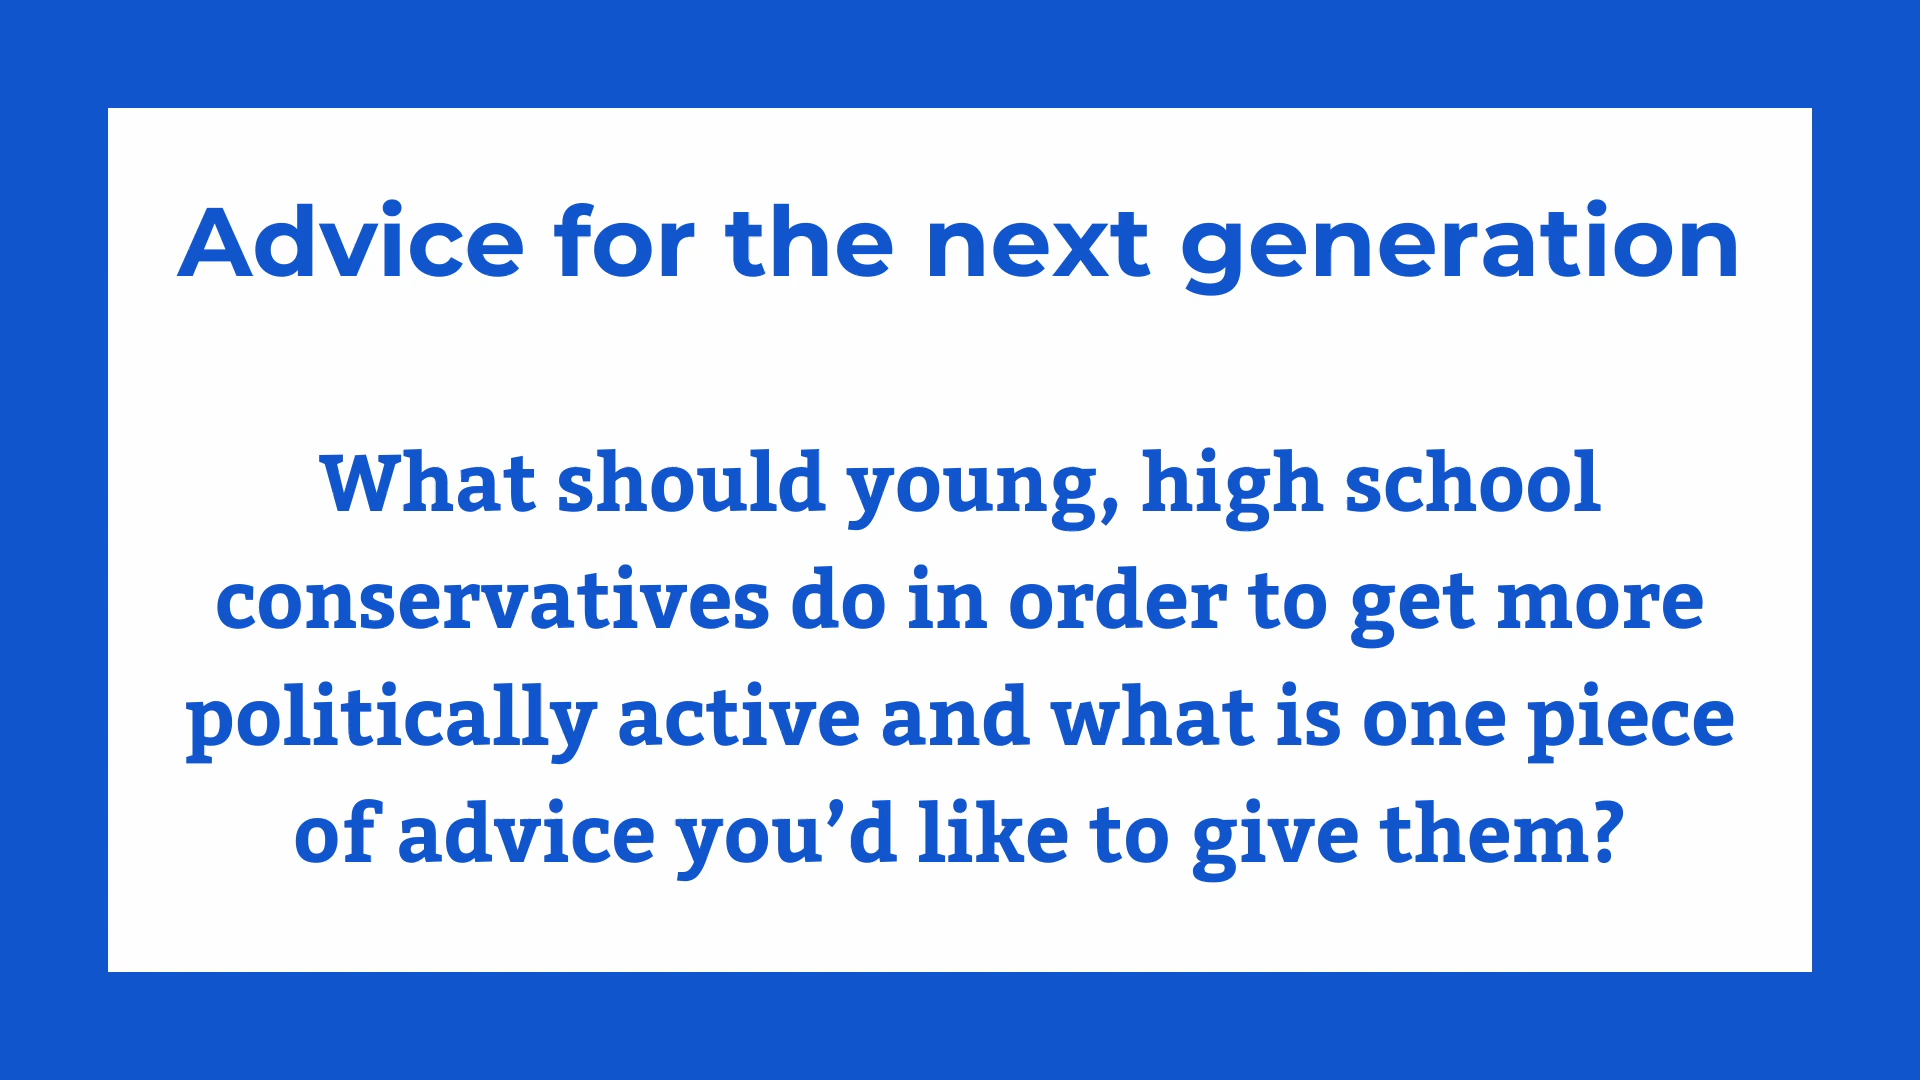 Advice for the next generation
What should young, high school
conservatives do in order to get more
politically active and what is one piece
of advice you’d like to give them?